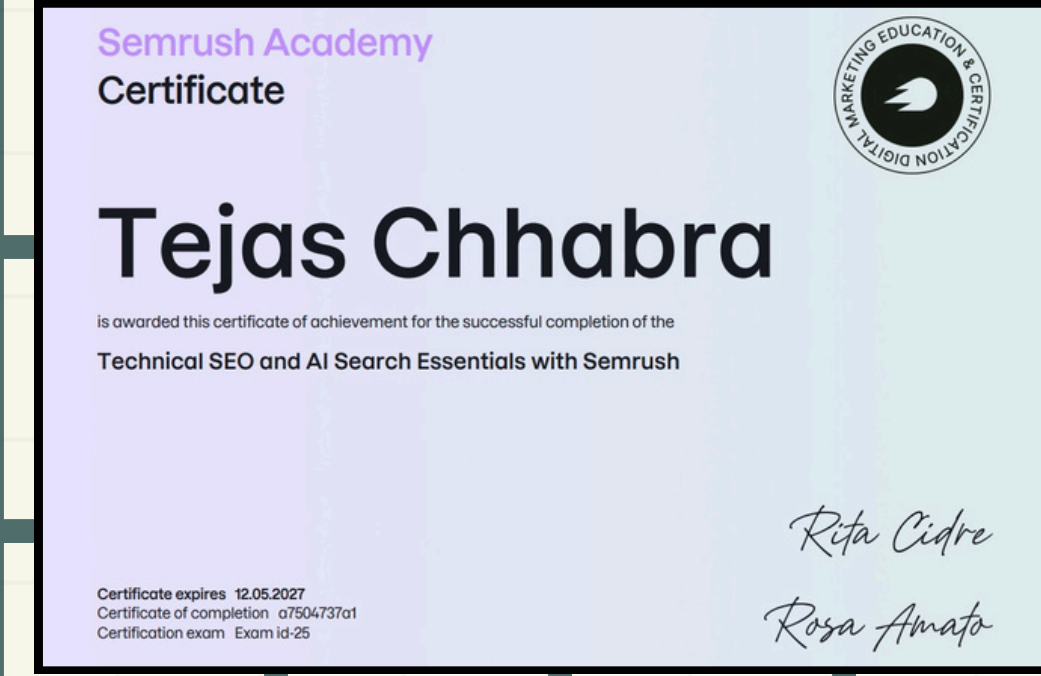 Semrush Academy
Certificate
DIGITAL MARKETING EDUCATION & CERTIFICATION
Tejas Chhabra
is awarded this certificate of achievement for the successful completion of the
Technical SEO and AI Search Essentials with Semrush
Rita Cidre
Certificate expires 12.05.2027
Certificate of completion a7504737a1
Certification exam Exam id-25
Rosa Amato